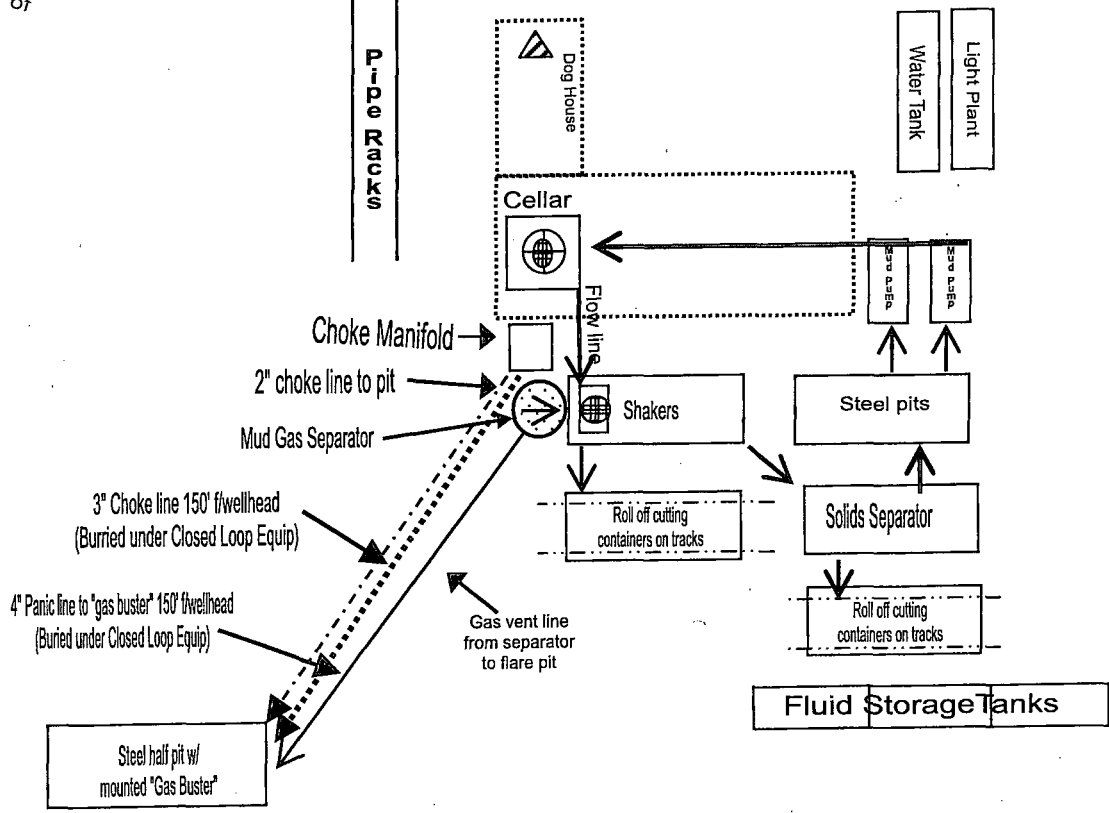 of
Pipe Racks
Dog House
Water Tank
Light Plant
Cellar
Mud Pump
Mud Pump
Flow line
Choke Manifold
2" choke line to pit
Mud Gas Separator
Shakers
Steel pits
3" Choke line 150' f/wellhead
(Burried under Closed Loop Equip)
Roll off cutting
containers on tracks
Solids Separator
4" Panic line to "gas buster" 150' f/wellhead
(Buried under Closed Loop Equip)
Gas vent line
from separator
to flare pit
Roll off cutting
containers on tracks
Fluid StorageTanks
Steel half pit w/
mounted "Gas Buster"